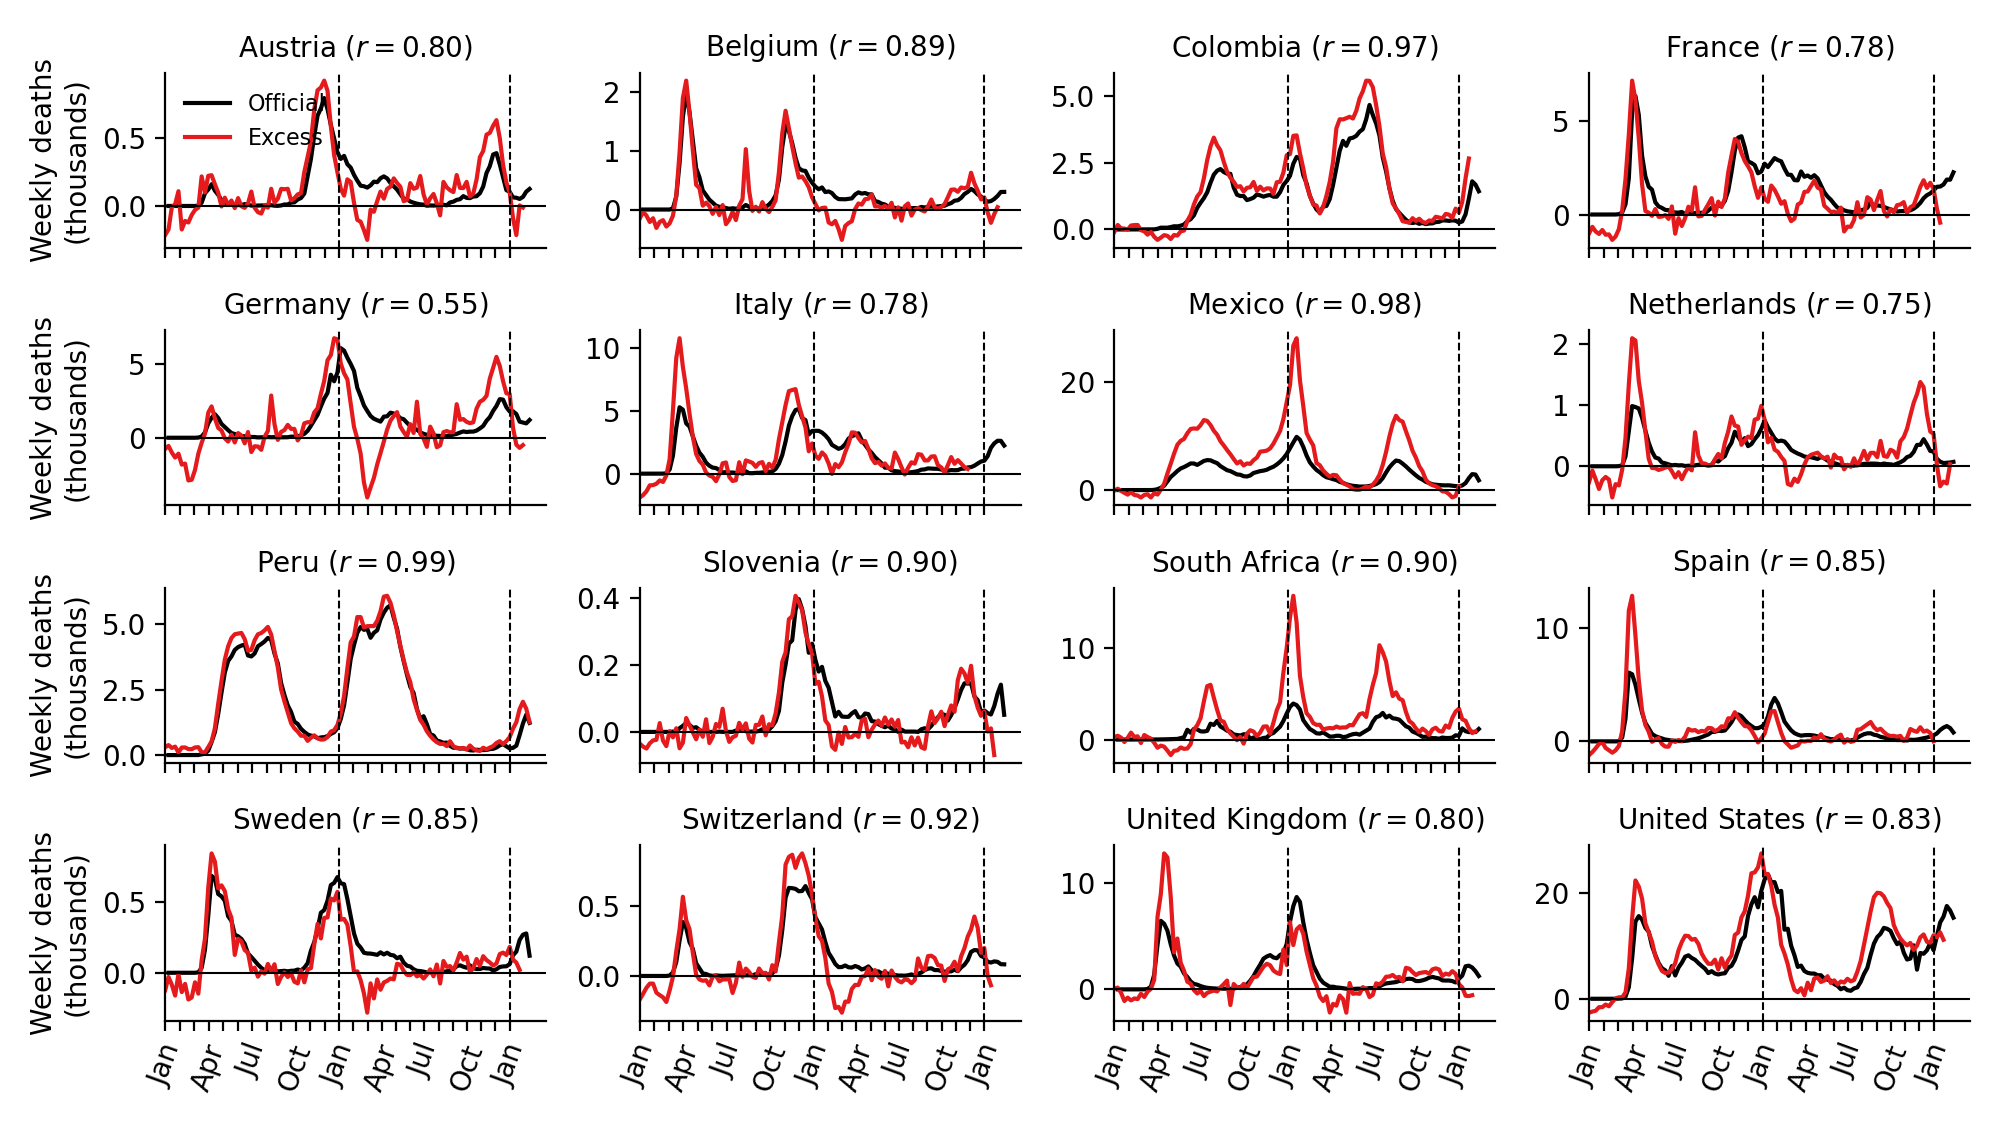 Austria (r = 0.80)
Belgium (r = 0.89)
Colombia (r = 0.97)
France (r = 0.78)
Weekly deaths
(thousands)
Official
Excess
0.5
0.0
2
1
0
5.0
2.5
0.0
5
0
Germany (r = 0.55)
Italy (r = 0.78)
Mexico (r = 0.98)
Netherlands (r = 0.75)
Weekly deaths
(thousands)
5
0
10
5
0
20
0
2
1
0
Peru (r = 0.99)
Slovenia (r = 0.90)
South Africa (r = 0.90)
Spain (r = 0.85)
Weekly deaths
(thousands)
5.0
2.5
0.0
0.4
0.2
0.0
10
0
10
0
Sweden (r = 0.85)
Switzerland (r = 0.92)
United Kingdom (r = 0.80)
United States (r = 0.83)
Weekly deaths
(thousands)
0.5
0.0
0.5
0.0
10
0
20
0
Jan Apr Jul Oct Jan Apr Jul Oct Jan
Jan Apr Jul Oct Jan Apr Jul Oct Jan
Jan Apr Jul Oct Jan Apr Jul Oct Jan
Jan Apr Jul Oct Jan Apr Jul Oct Jan